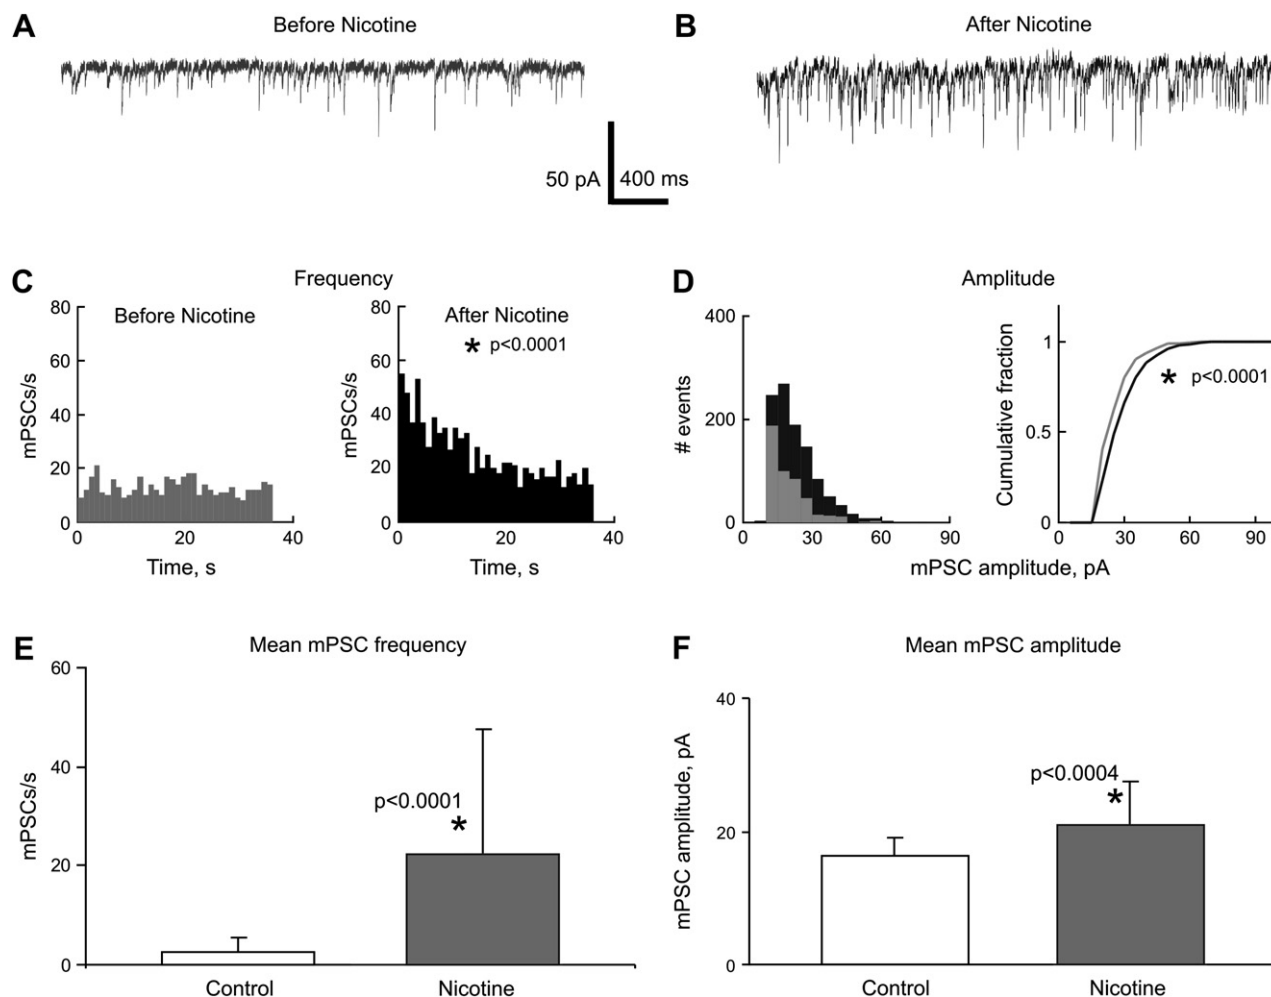 A
Before Nicotine
B
After Nicotine
50 pA
400 ms
C
Frequency
D
Amplitude
80
60
40
20
0
mPSCs/s
Before Nicotine
0
20
40
Time, s
80
60
40
20
0
mPSCs/s
After Nicotine
* p<0.0001
0
20
40
Time, s
400
200
0
# events
0
30
60
90
1
0.5
0
Cumulative fraction
* p<0.0001
0
30
60
90
mPSC amplitude, pA
E
Mean mPSC frequency
60
40
20
0
mPSCs/s
p<0.0001
*
Control
Nicotine
F
Mean mPSC amplitude
40
20
0
mPSC amplitude, pA
p<0.0004
*
Control
Nicotine